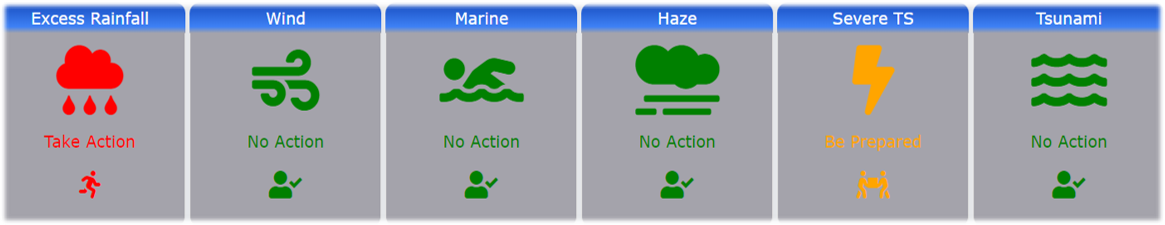 Excess Rainfall
Take Action
Wind
No Action
Marine
No Action
Haze
No Action
Severe TS
Be Prepared
Tsunami
No Action